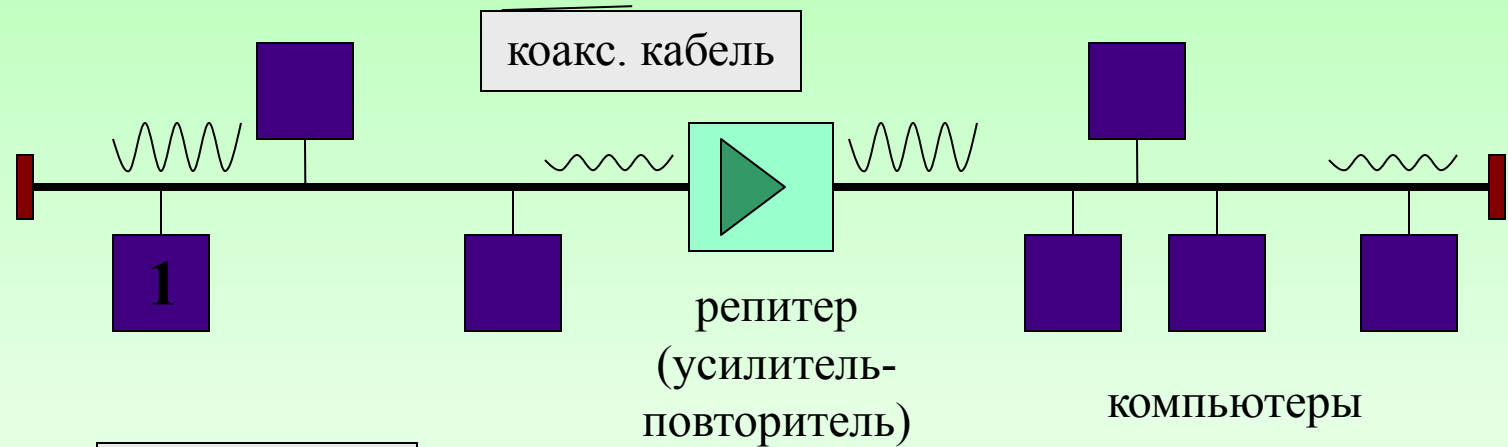 коакс. кабель
1
репитер
(усилитель-
повторитель)
компьютеры